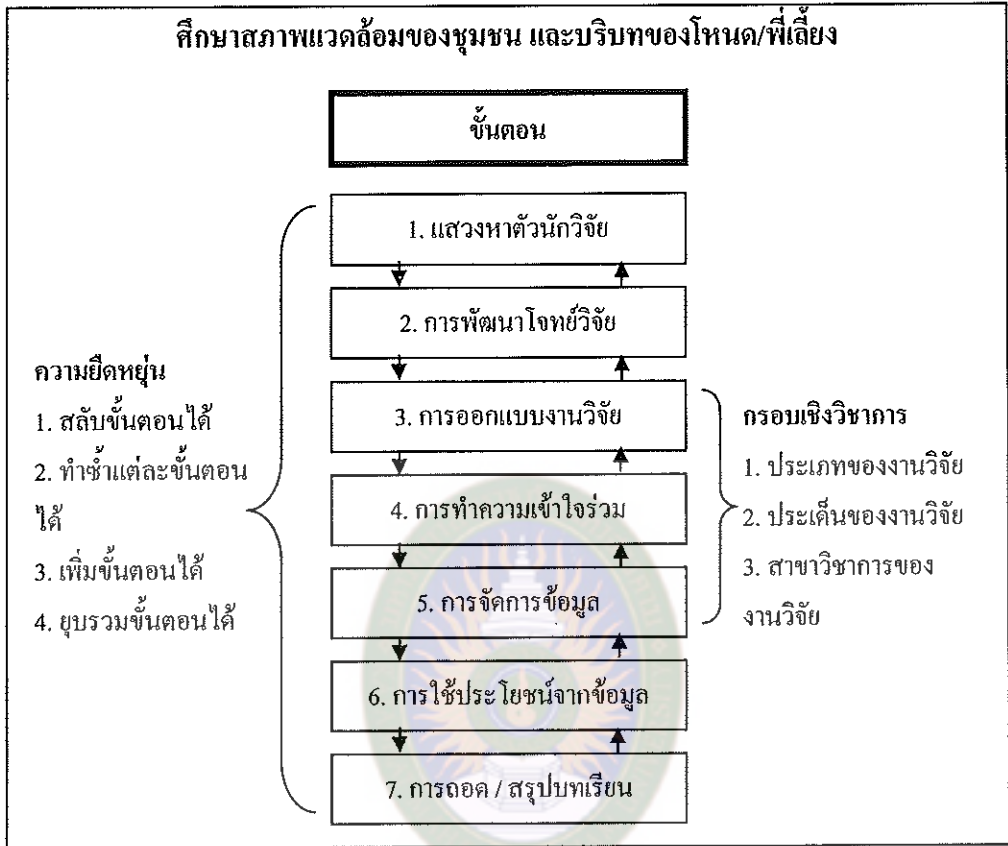 ศึกษาสภาพแวดล้อมของชุมชน และบริบทของโหนด/พี่เลี้ยง
ขั้นตอน
1. แสวงหาตัวนักวิจัย
2. การพัฒนาโจทย์วิจัย
3. การออกแบบงานวิจัย
4. การทำความเข้าใจร่วม
5. การจัดการข้อมูล
6. การใช้ประโยชน์จากข้อมูล
7. การถอด / สรุปบทเรียน
ความยืดหยุ่น
1. สลับขั้นตอนได้
2. ทำซ้ำแต่ละขั้นตอน
ได้
3. เพิ่มขั้นตอนได้
4. ยุบรวมขั้นตอนได้
กรอบเชิงวิชาการ
1. ประเภทของงานวิจัย
2. ประเด็นของงานวิจัย
3. สาขาวิชาการของ
งานวิจัย